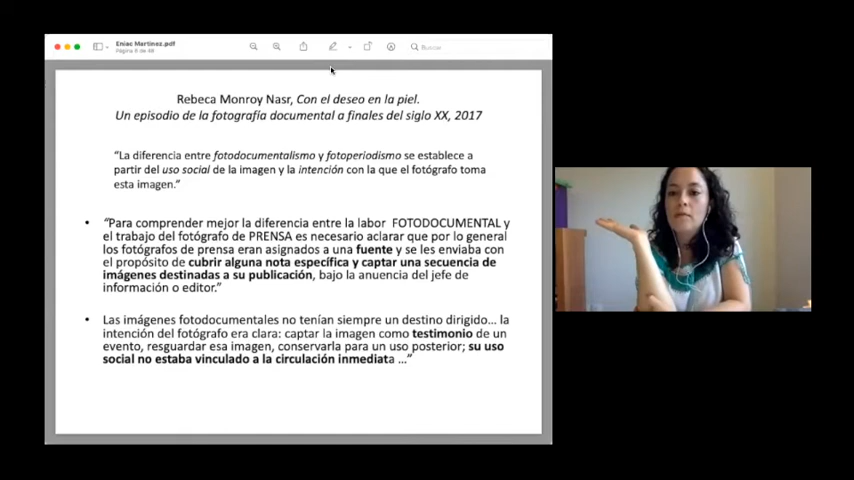 Eniac Martinez.pdf
Página 8 de 48
Buscar
Rebeca Monroy Nasr, Con el deseo en la piel.
Un episodio de la fotografía documental a finales del siglo XX, 2017
“La diferencia entre fotodocumentalismo y fotoperiodismo se establece a
partir del uso social de la imagen y la intención con la que el fotógrafo toma
esta imagen.”
• “Para comprender mejor la diferencia entre la labor FOTODOCUMENTAL y
el trabajo del fotógrafo de PRENSA es necesario aclarar que por lo general
los fotógrafos de prensa eran asignados a una fuente y se les enviaba con
el propósito de cubrir alguna nota específica y captar una secuencia de
imágenes destinadas a su publicación, bajo la anuencia del jefe de
información o editor.”
• Las imágenes fotodocumentales no tenían siempre un destino dirigido... la
intención del fotógrafo era clara: captar la imagen como testimonio de un
evento, resguardar esa imagen, conservarla para un uso posterior; su uso
social no estaba vinculado a la circulación inmediata ...”